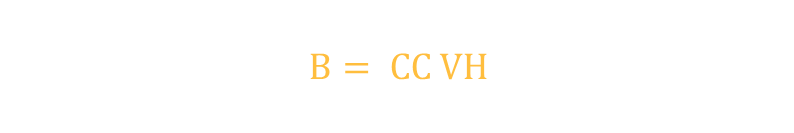 B = CC VH